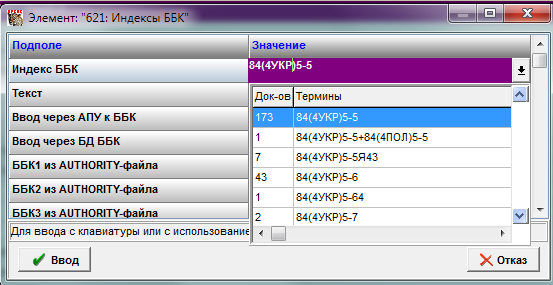 Элемент: "621: Индексы ББК"
Подполе Значение
Индекс ББК 84(4УКР)5-5
Текст
Ввод через АПУ к ББК
Ввод через БД ББК
ББК1 из AUTHORITY-файла
ББК2 из AUTHORITY-файла
ББК3 из AUTHORITY-файла
Док-ов Термины
173 84(4УКР)5-5
1 84(4УКР)5-5+84(4ПОЛ)5-5
7 84(4УКР)5-5Я43
43 84(4УКР)5-6
1 84(4УКР)5-64
2 84(4УКР)5-7
Для ввода с клавиатуры или с использование
Ввод Отказ